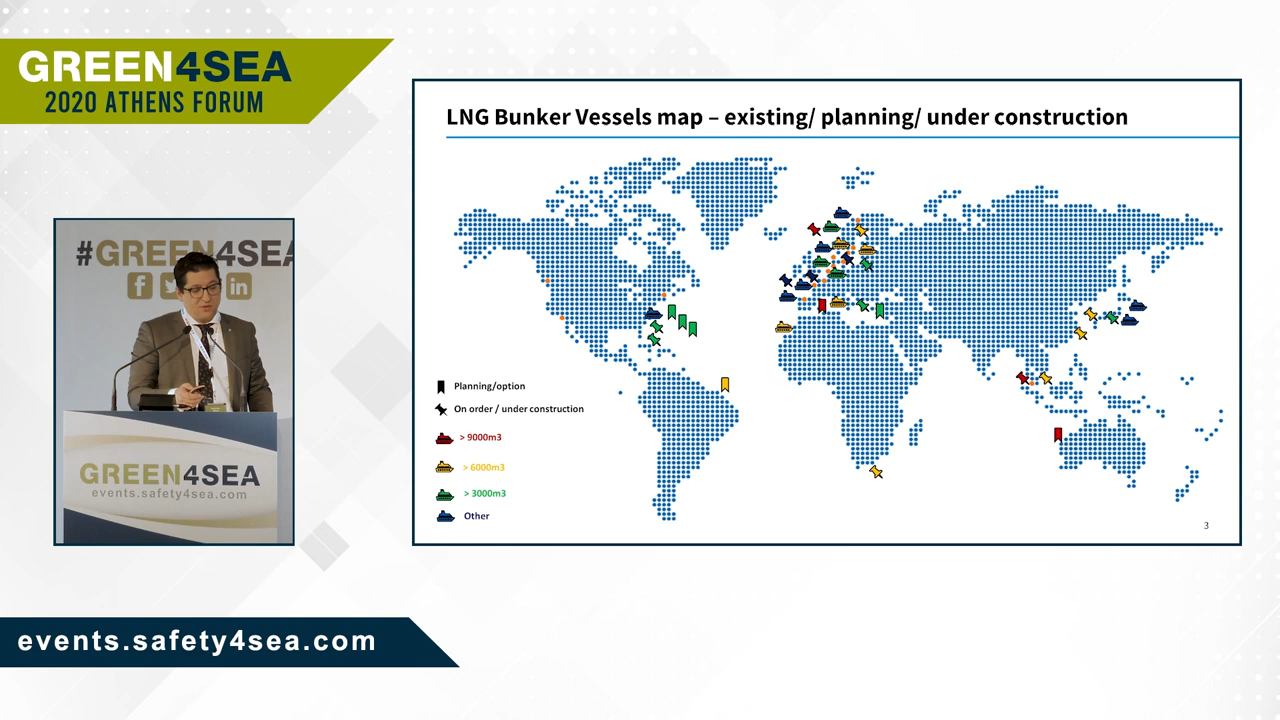 GREEN4SEA
2020 ATHENS FORUM
LNG Bunker Vessels map – existing/ planning/ under construction
#GREEN4SEA
Planning/option
On order / under construction
> 9000m3
> 6000m3
> 3000m3
Other
3
GREEN4SEA
events.safety4sea.com
events.safety4sea.com